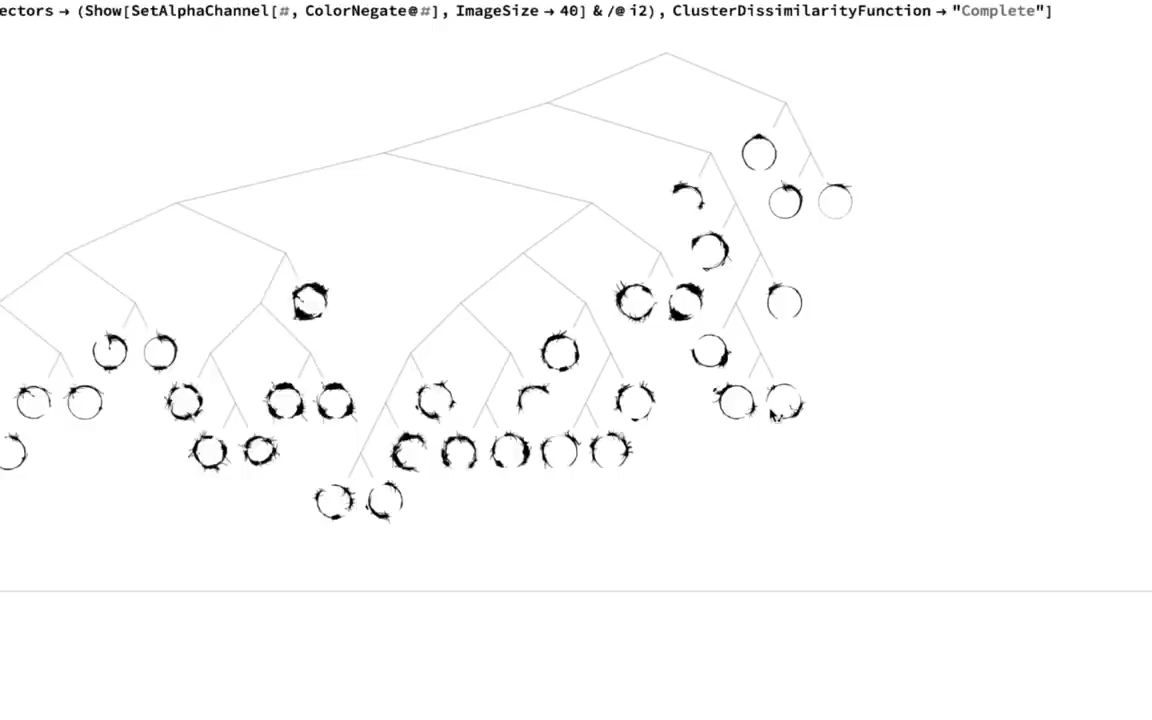 ectors → (Show[SetAlphaChannel[#, ColorNegate@#], ImageSize → 40] & /@ i2), ClusterDissimilarityFunction → "Complete"]